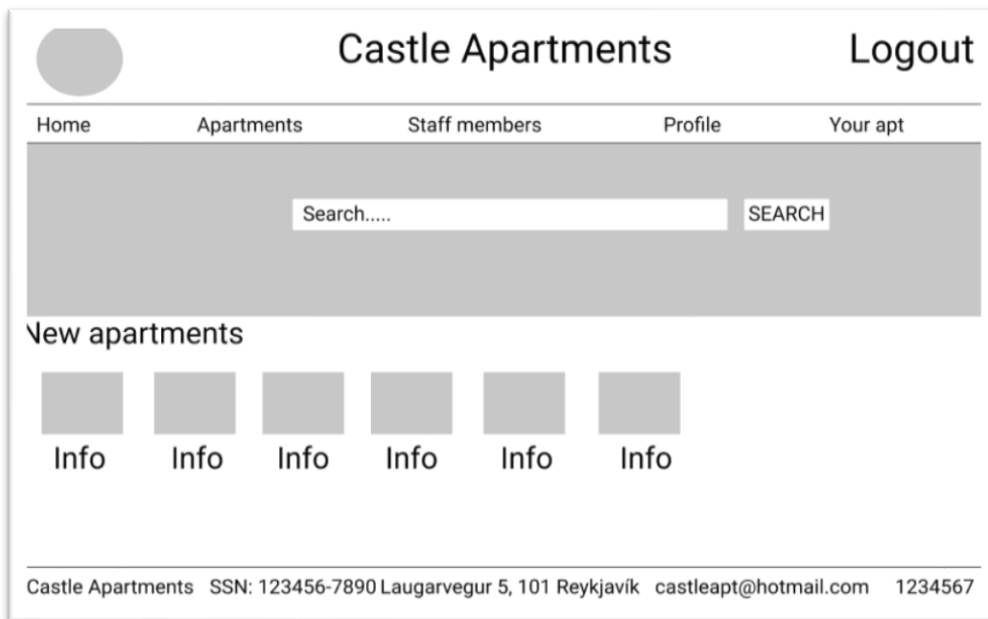 Castle Apartments Logout
Home Apartments Staff members Profile Your apt
Search..... SEARCH
New apartments
Info Info Info Info Info Info
Castle Apartments SSN: 123456-7890 Laugarvegur 5, 101 Reykjavík castleapt@hotmail.com 1234567